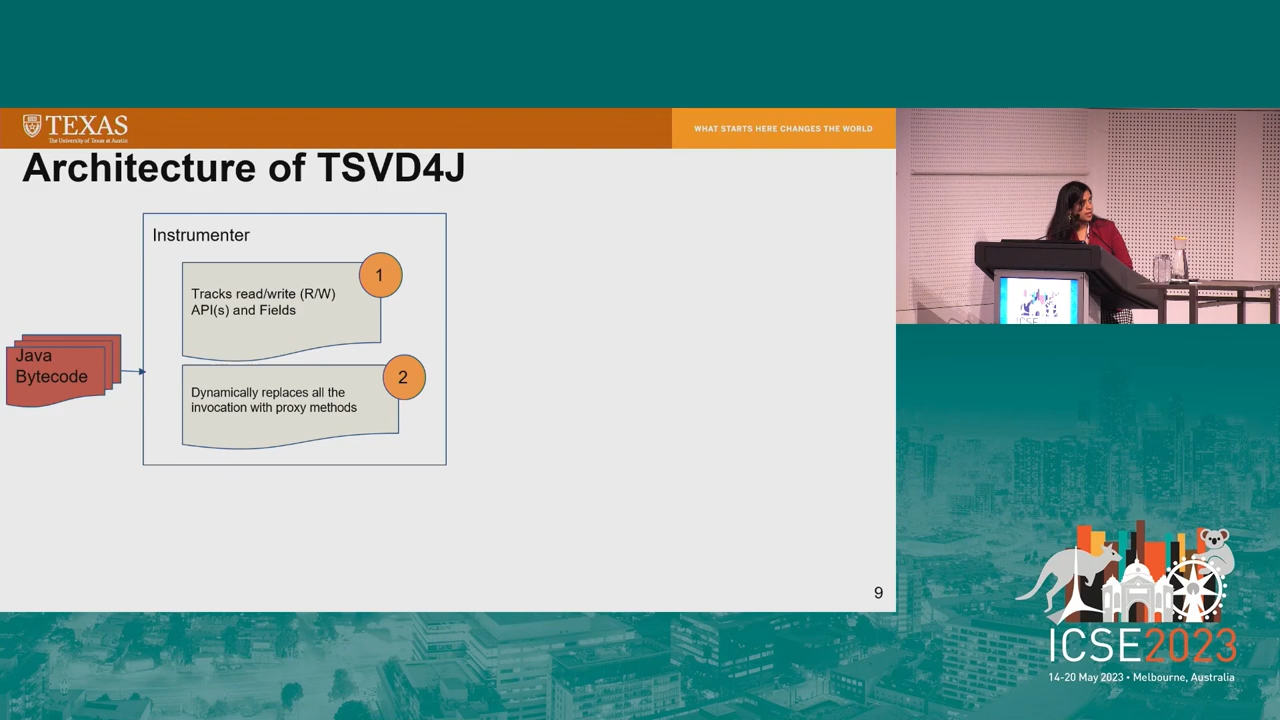 TEXAS
The University of Texas at Austin
WHAT STARTS HERE CHANGES THE WORLD
Architecture of TSVD4J
Instrumenter
1
Tracks read/write (R/W)
API(s) and Fields
Java
Bytecode
2
Dynamically replaces all the
invocation with proxy methods
9
ICSE
ICSE2023
14-20 May 2023 • Melbourne, Australia